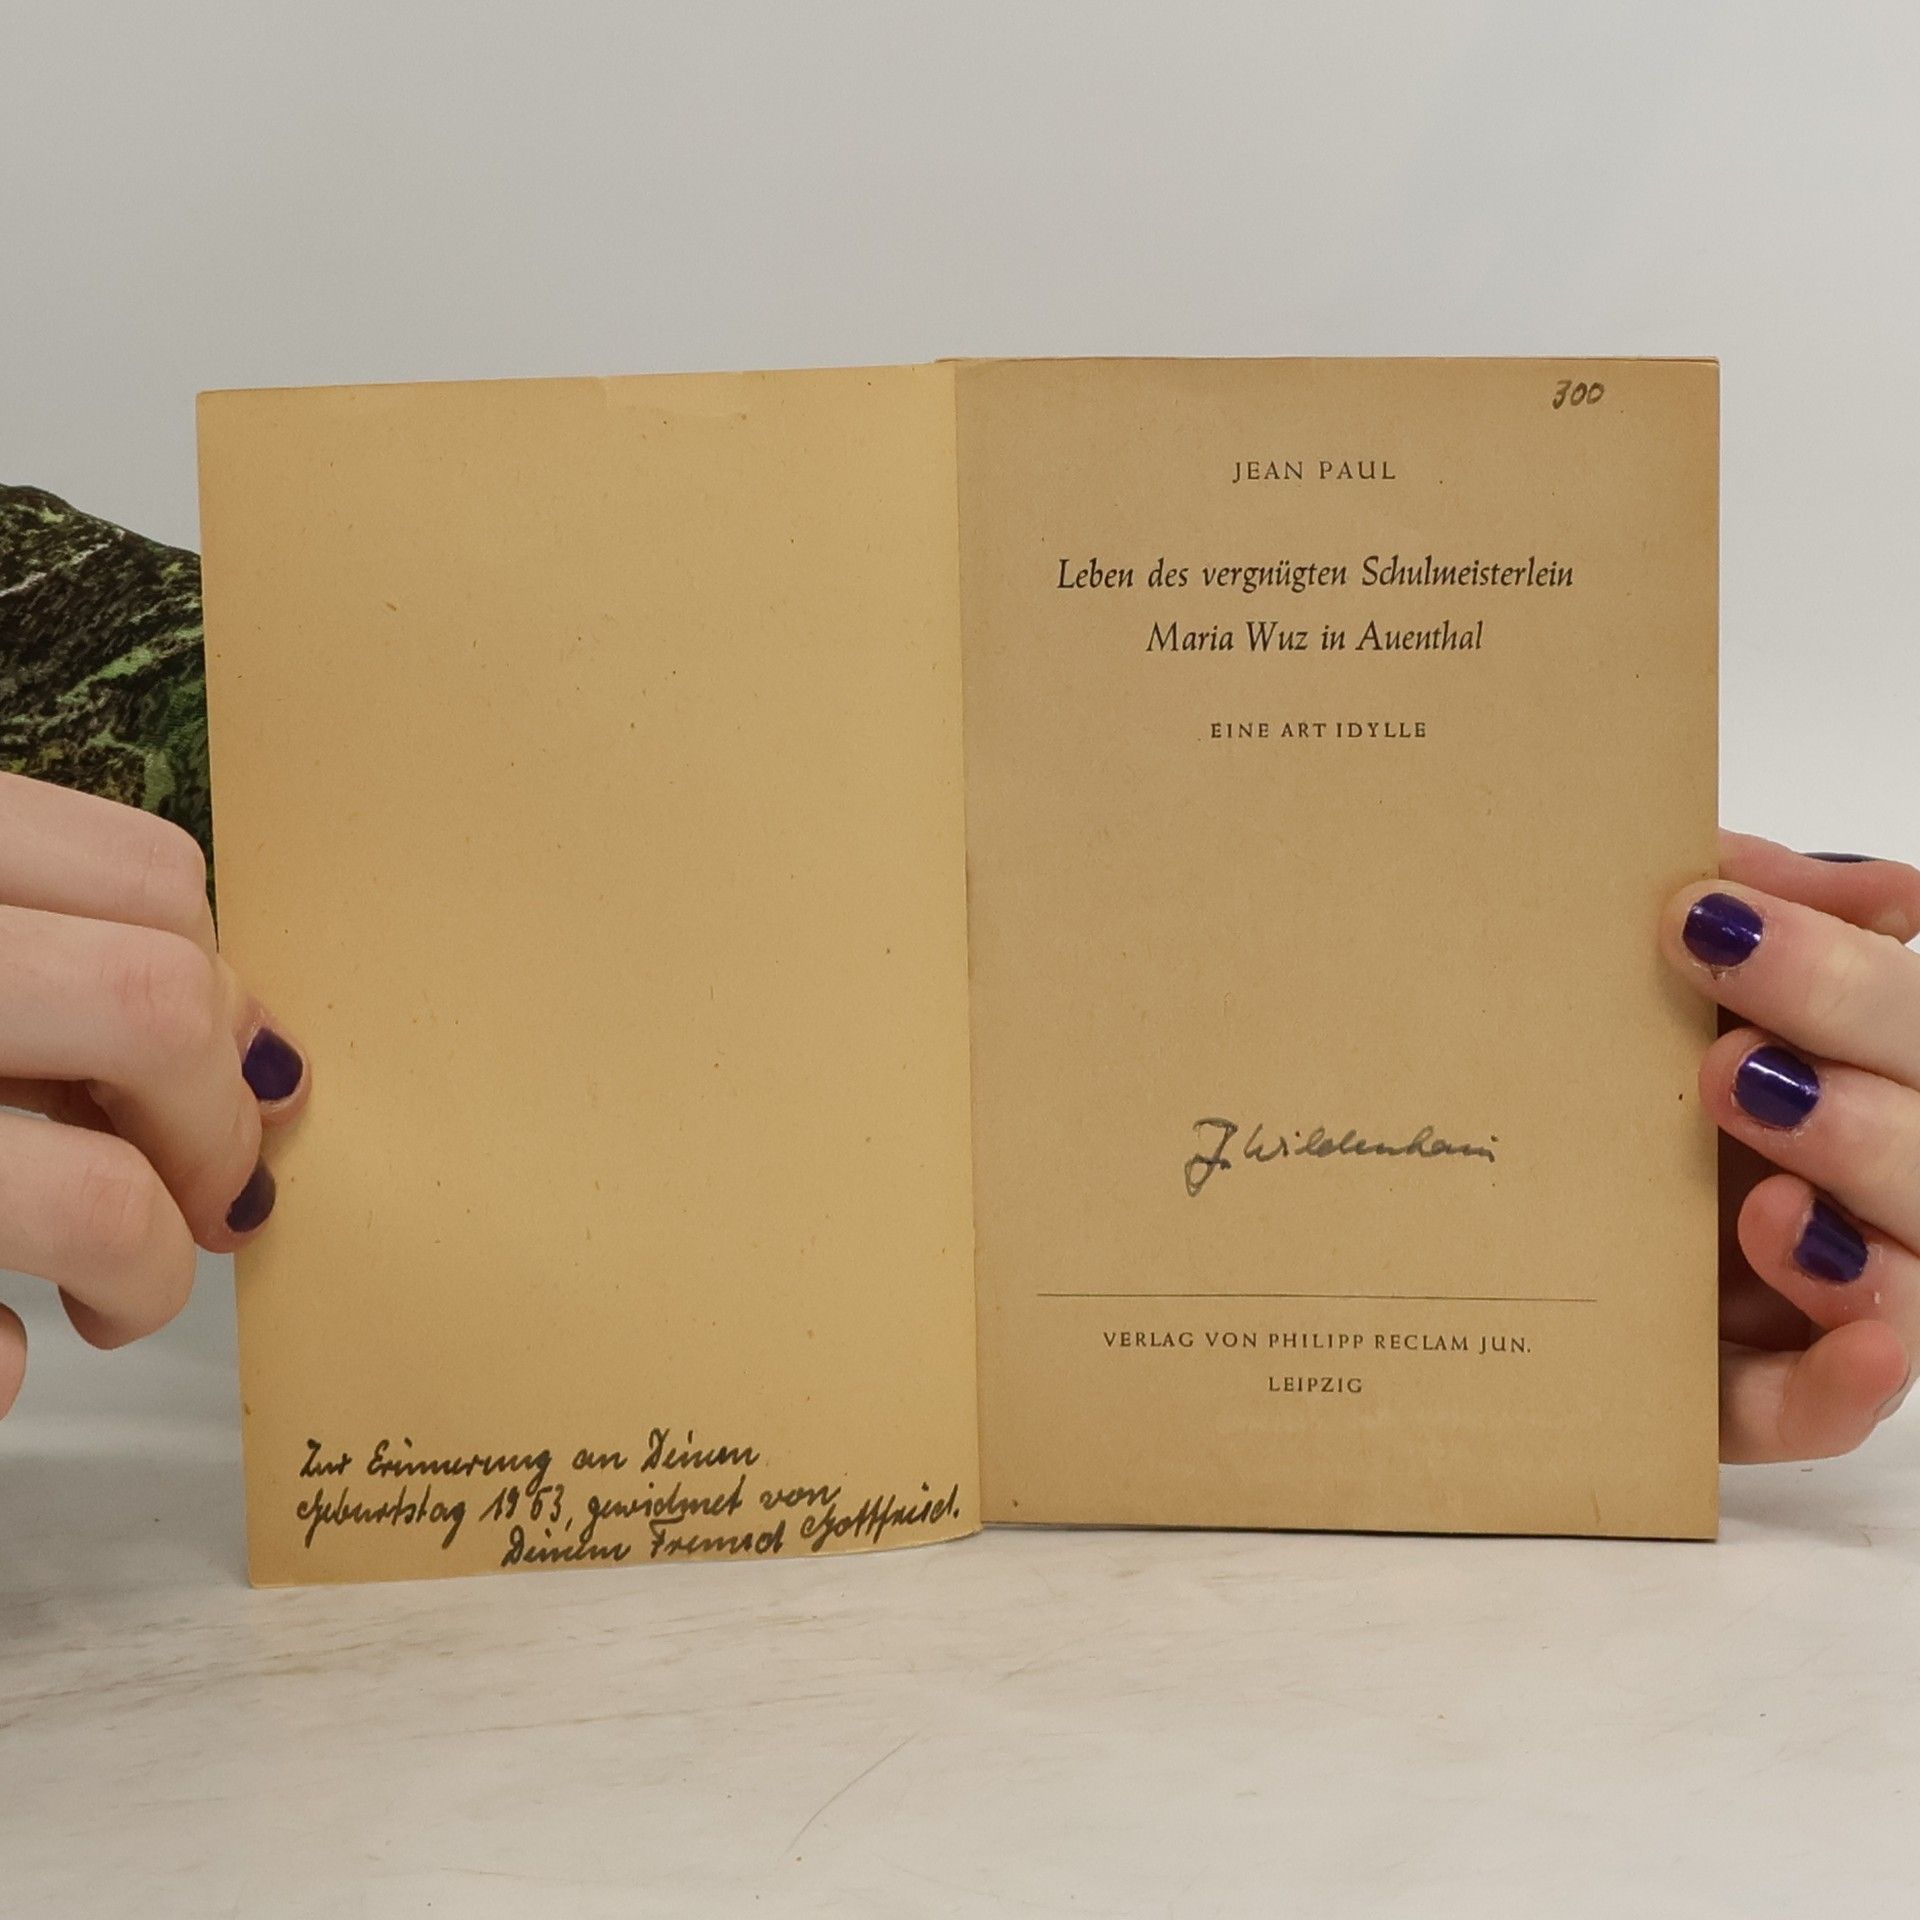 Zur Erinnerung an Deinen
Geburtstag 1953, gewidmet von
Deinem Freund Gottfried.
300
JEAN PAUL
Leben des vergnügten Schulmeisterlein
Maria Wuz in Auenthal
EINE ART IDYLLE
J. Wildenhain
VERLAG VON PHILIPP RECLAM JUN.
LEIPZIG